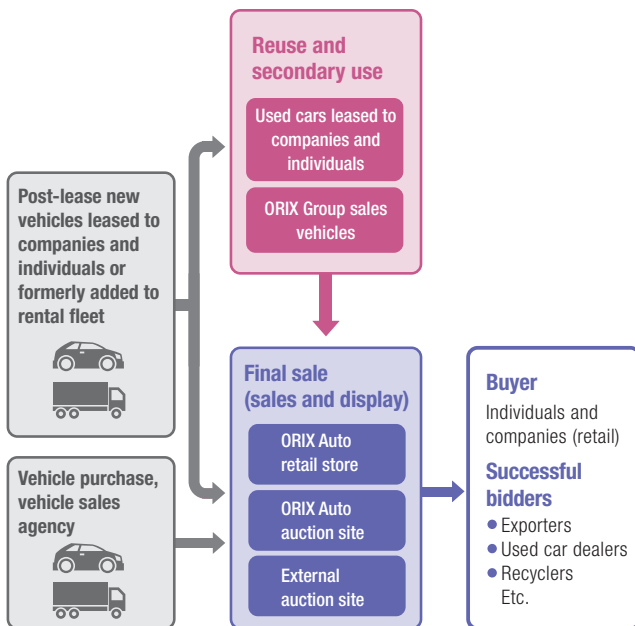 Reuse and
secondary use
Used cars leased to
companies and
individuals
ORIX Group sales
vehicles
Post-lease new
vehicles leased to
companies and
individuals or
formerly added to
rental fleet
Vehicle purchase,
vehicle sales
agency
Final sale
(sales and display)
ORIX Auto
retail store
ORIX Auto
auction site
External
auction site
Buyer
Individuals and
companies (retail)
Successful
bidders
● Exporters
● Used car dealers
● Recyclers
Etc.